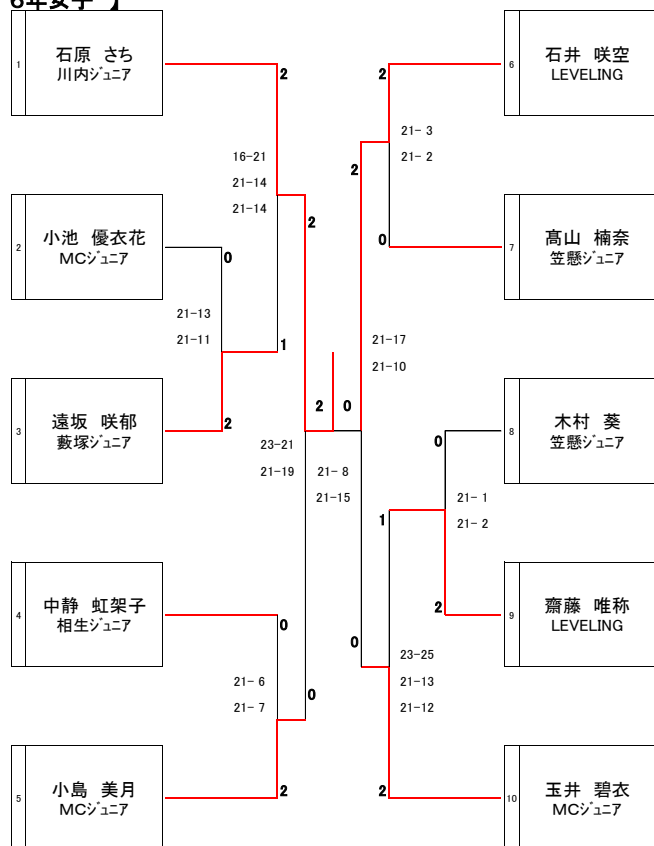 6年女子 】
1
石原 さち
川内ジュニア
2
小池 優衣花
MCジュニア
3
遠坂 咲郁
藪塚ジュニア
4
中静 虹架子
相生ジュニア
5
小島 美月
MCジュニア
2
16-21
21-14
21-14
2
0
21-13
21-11
1
2
23-21
21-19
0
21- 6
21- 7
0
2
2
0
21- 8
21-15
2
21- 3
21- 2
2
0
21-17
21-10
0
1
21- 1
21- 2
2
0
23-25
21-13
21-12
2
6
石井 咲空
LEVELING
7
髙山 楠奈
笠懸ジュニア
8
木村 葵
笠懸ジュニア
9
齋藤 唯称
LEVELING
10
玉井 碧衣
MCジュニア